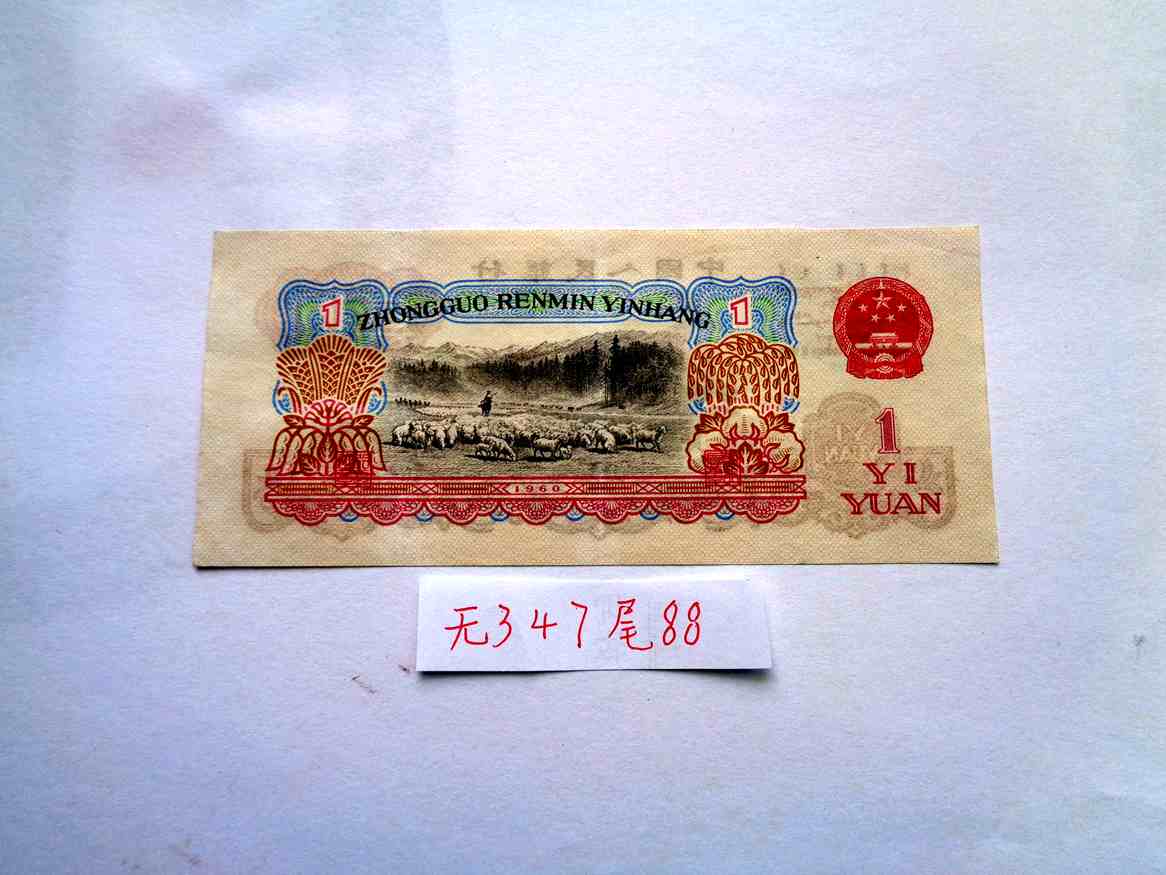 1 ZHONGGUO RENMIN YINHANG 1
1960
1
YI
YUAN
无347尾88